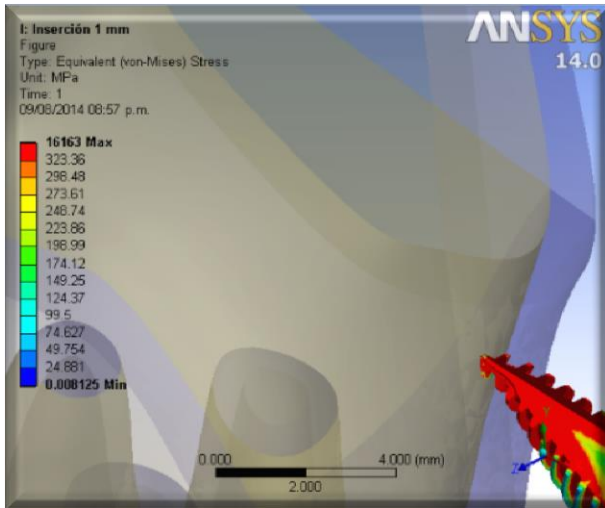 I: Inserción 1 mm
Figure
Type: Equivalent (von-Mises) Stress
Unit: MPa
Time: 1
09/08/2014 08:57 p.m.
ANSYS
14.0
16163 Max
323.36
298.48
273.61
248.74
223.86
198.99
174.12
149.25
124.37
99.5
74.627
49.754
24.881
0.008125 Min
0.000
4.000 (mm)
2.000
Y
Z